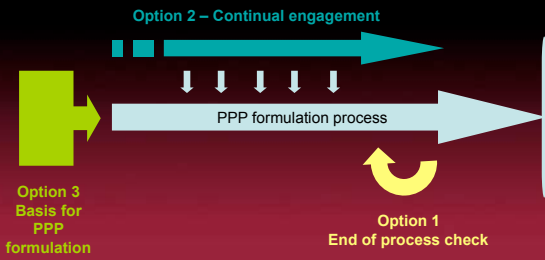 Option 2 – Continual engagement
PPP formulation process
Option 3
Basis for
PPP
formulation
Option 1
End of process check